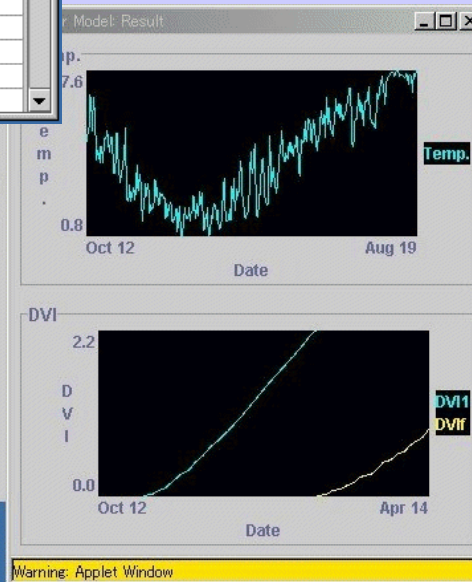 r Model: Result
p.
7.6
e
m
p
.
Temp.
0.8
Oct 12
Aug 19
Date
DVI
2.2
D
V
I
DVI1
DVIf
0.0
Oct 12
Apr 14
Date
Warning: Applet Window